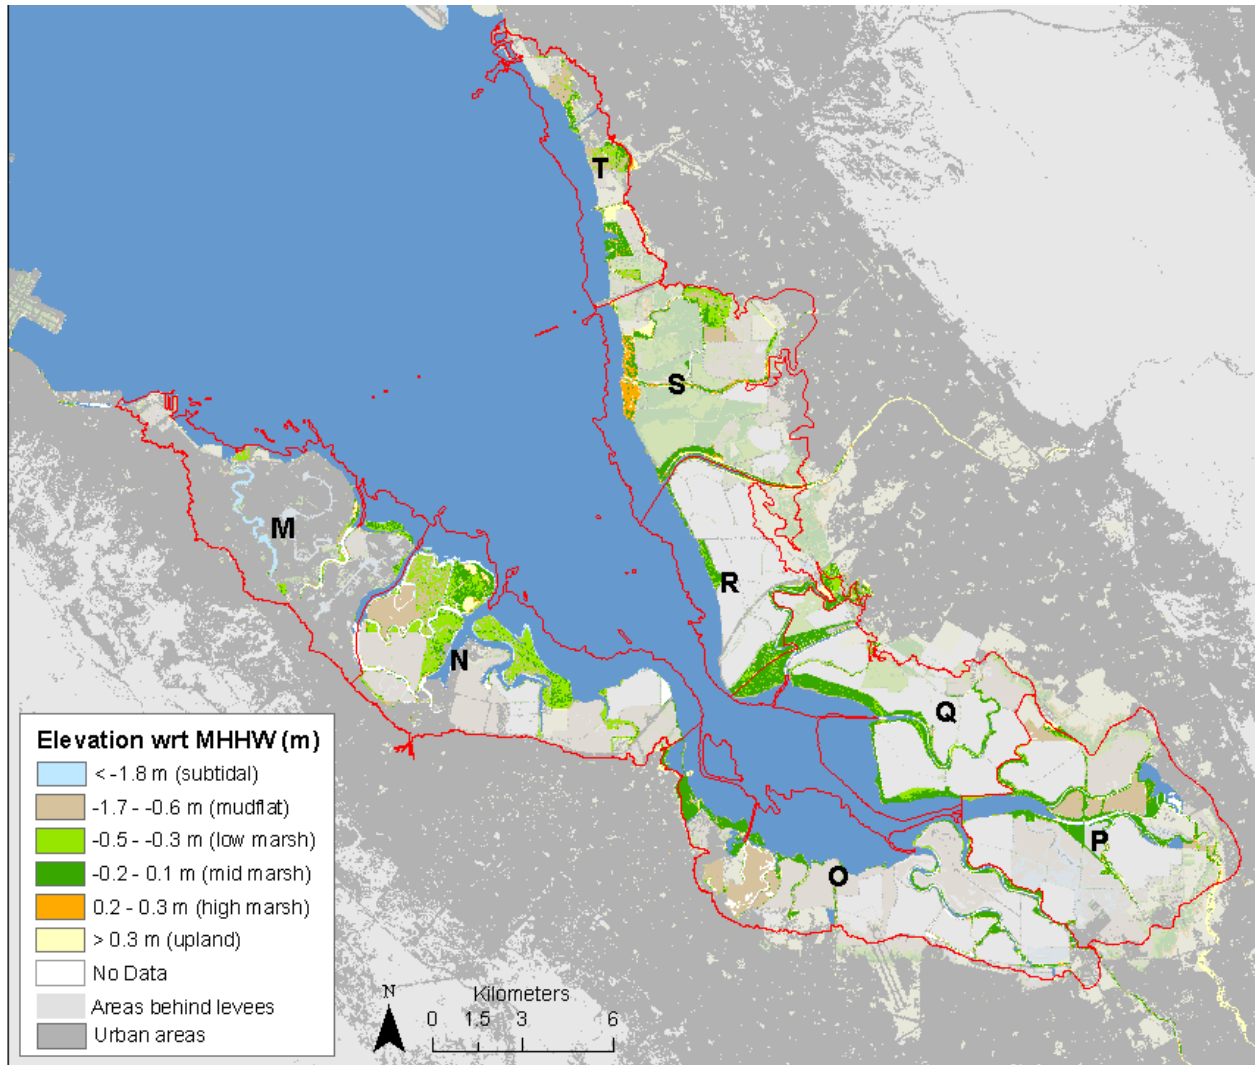 T
S
M
R
N
Q
P
O
Elevation wrt MHHW (m)
< -1.8 m (subtidal)
-1.7 - -0.6 m (mudflat)
-0.5 - -0.3 m (low marsh)
-0.2 - 0.1 m (mid marsh)
0.2 - 0.3 m (high marsh)
> 0.3 m (upland)
No Data
Areas behind levees
Urban areas
N
Kilometers
0 1.5 3 6